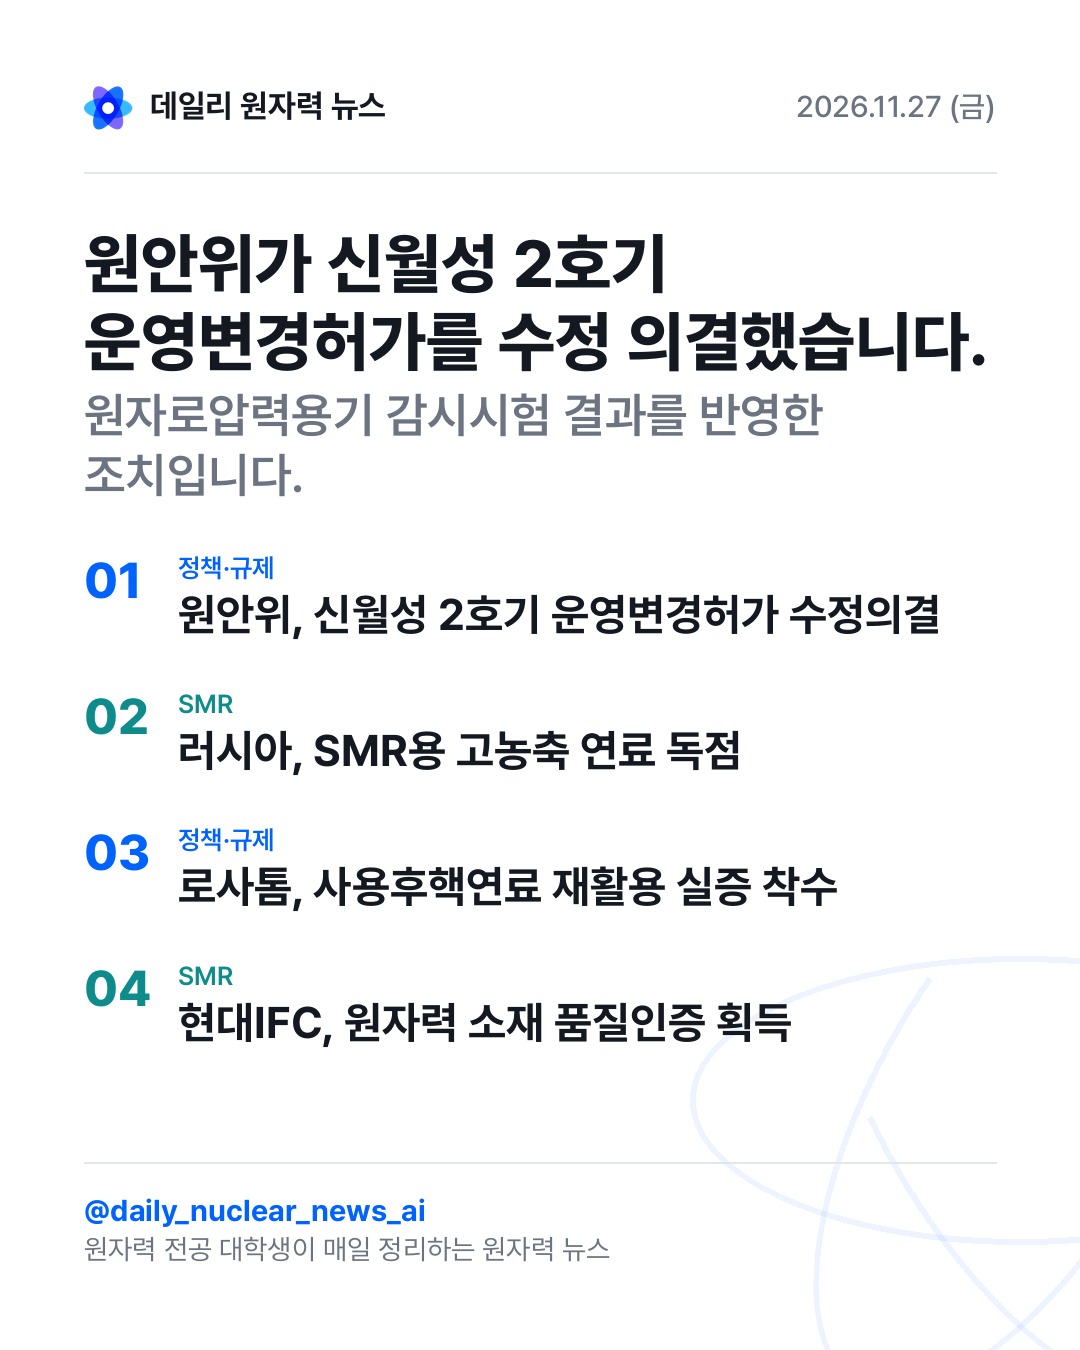 데일리 원자력 뉴스
2026.11.27 (금)
원안위가 신월성 2호기
운영변경허가를 수정 의결했습니다.
원자로압력용기 감시시험 결과를 반영한
조치입니다.
01
정책·규제
원안위, 신월성 2호기 운영변경허가 수정의결
02
SMR
러시아, SMR용 고농축 연료 독점
03
정책·규제
로사톰, 사용후핵연료 재활용 실증 착수
04
SMR
현대IFC, 원자력 소재 품질인증 획득
@daily_nuclear_news_ai
원자력 전공 대학생이 매일 정리하는 원자력 뉴스